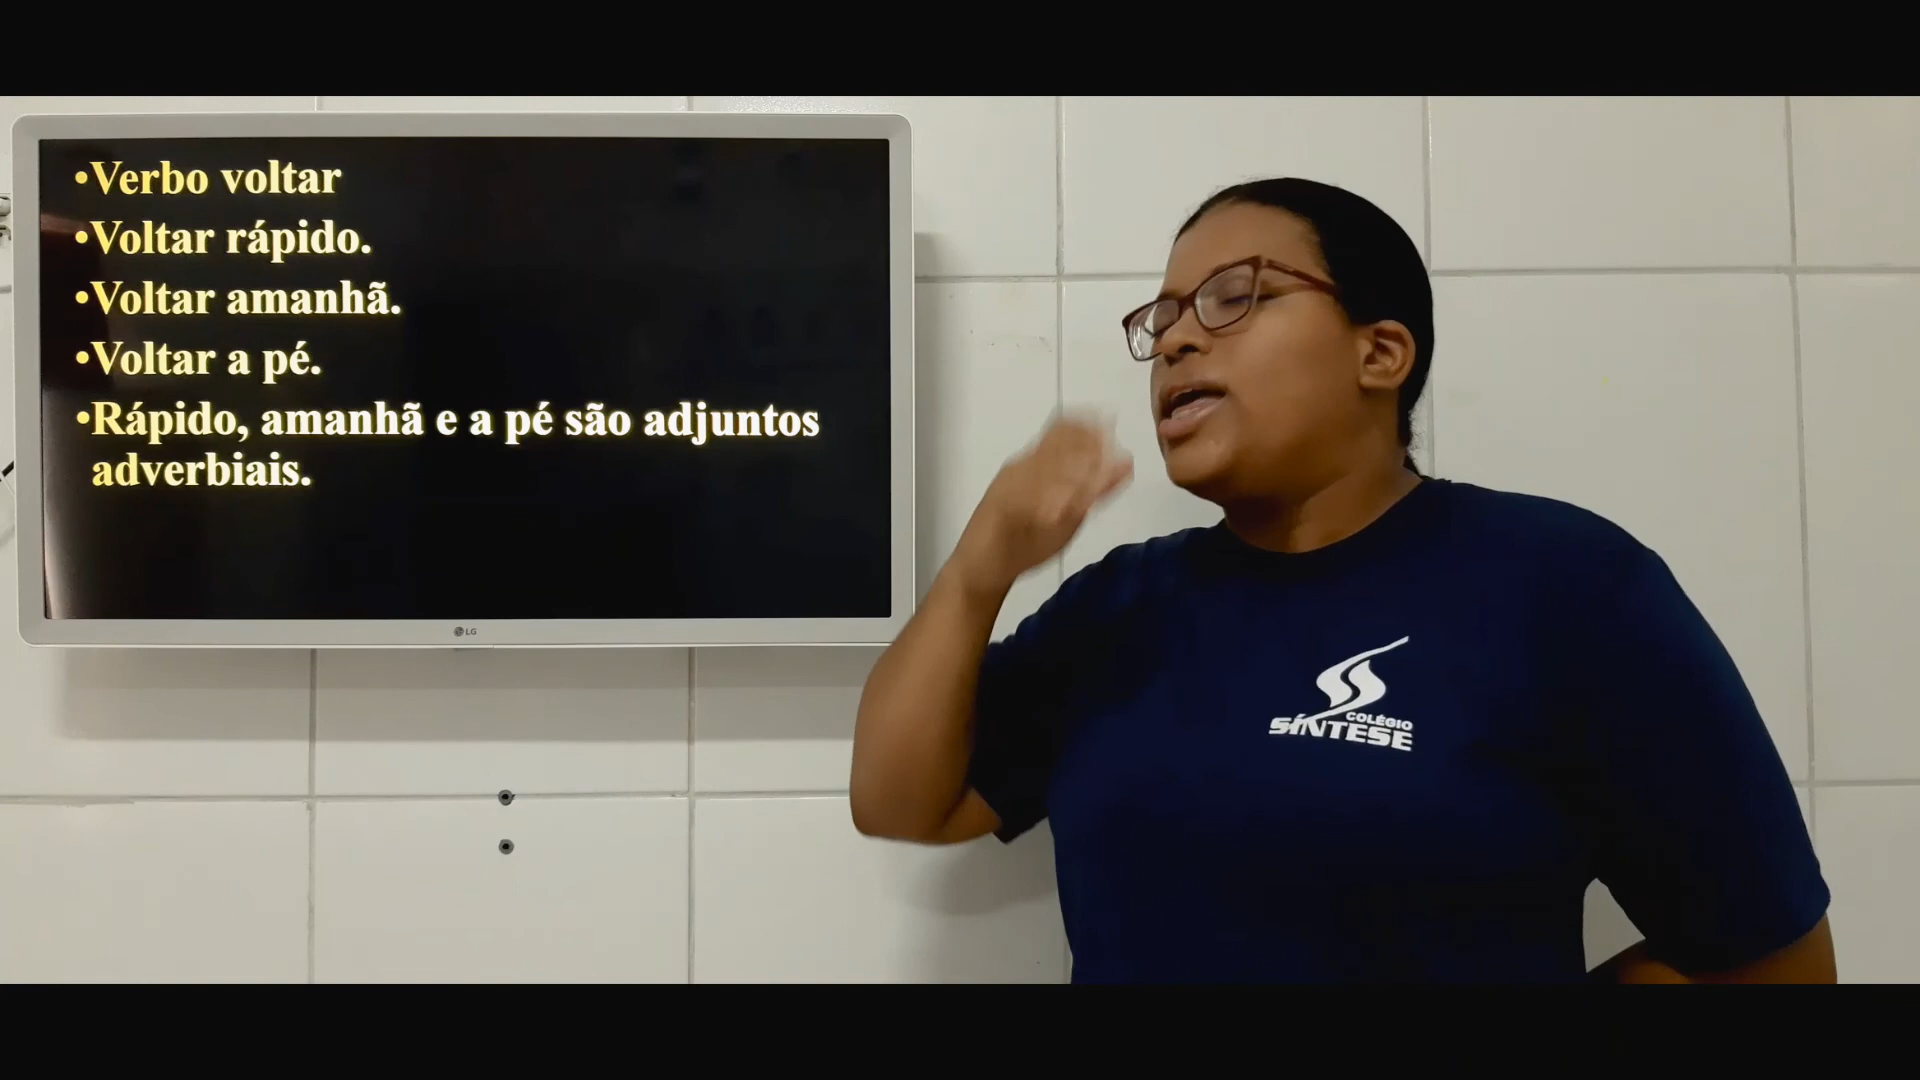 •Verbo voltar
•Voltar rápido.
•Voltar amanhã.
•Voltar a pé.
•Rápido, amanhã e a pé são adjuntos
adverbiais.
LG
COLÉGIO
SÍNTESE